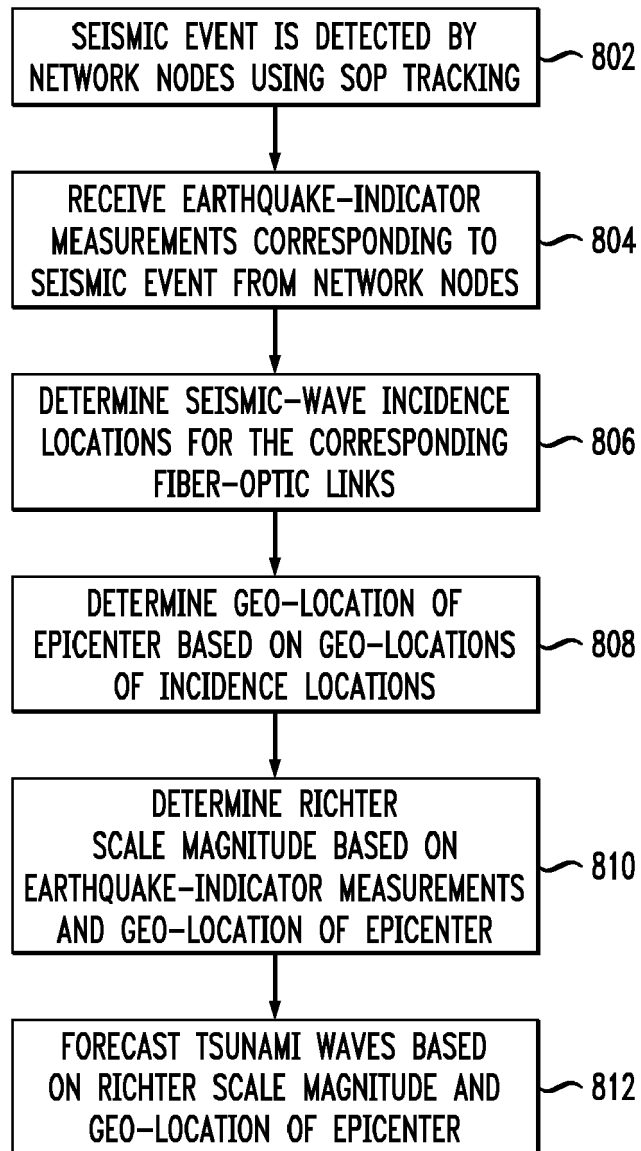 SEISMIC EVENT IS DETECTED BY
NETWORK NODES USING SOP TRACKING
802
RECEIVE EARTHQUAKE-INDICATOR
MEASUREMENTS CORRESPONDING TO
SEISMIC EVENT FROM NETWORK NODES
804
DETERMINE SEISMIC-WAVE INCIDENCE
LOCATIONS FOR THE CORRESPONDING
FIBER-OPTIC LINKS
806
DETERMINE GEO-LOCATION OF
EPICENTER BASED ON GEO-LOCATIONS
OF INCIDENCE LOCATIONS
808
DETERMINE RICHTER
SCALE MAGNITUDE BASED ON
EARTHQUAKE-INDICATOR MEASUREMENTS
AND GEO-LOCATION OF EPICENTER
810
FORECAST TSUNAMI WAVES BASED
ON RICHTER SCALE MAGNITUDE AND
GEO-LOCATION OF EPICENTER
812